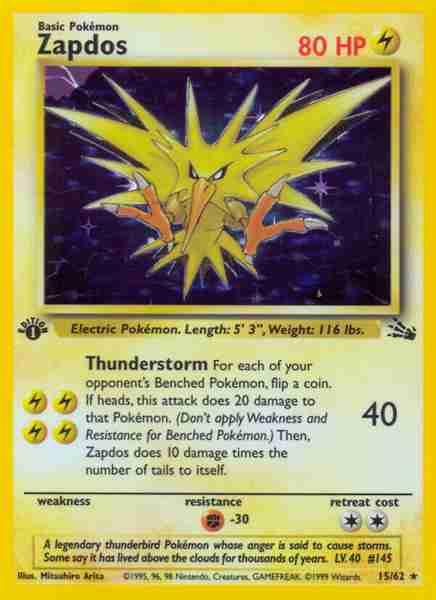 Basic Pokémon
Zapdos
80 HP
EDITION
1
Electric Pokémon. Length: 5' 3", Weight: 116 lbs.
Thunderstorm For each of your
opponent's Benched Pokémon, flip a coin.
If heads, this attack does 20 damage to
that Pokémon. (Don't apply Weakness and
Resistance for Benched Pokémon.) Then,
Zapdos does 10 damage times the
number of tails to itself.
40
weakness
resistance
retreat cost
-30
A legendary thunderbird Pokémon whose anger is said to cause storms.
Some say it has lived above the clouds for thousands of years. LV. 40 #145
Illus. Mitsuhiro Arita ©1995, 96, 98 Nintendo, Creatures, GAMEFREAK. ©1999 Wizards. 15/62 ★